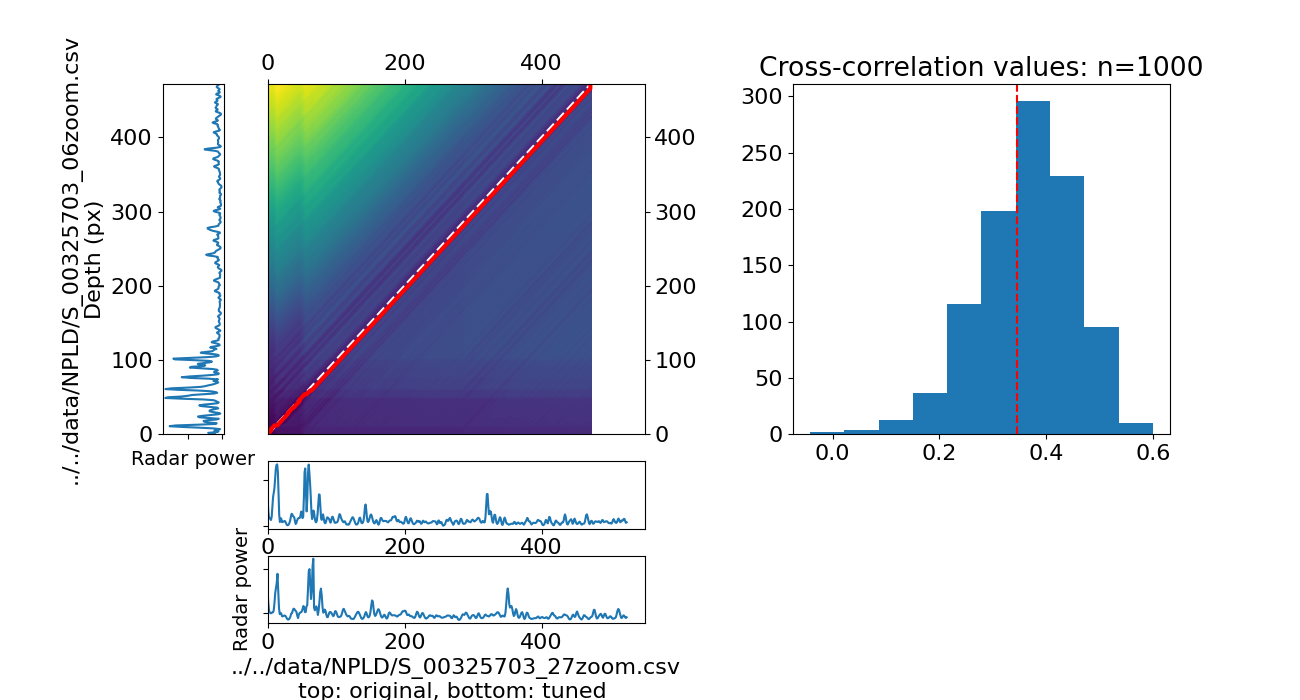 ../../data/NPLD/S_00325703_06zoom.csv
Depth (px)
0 200 400
400
300
200
100
0
400
300
200
100
0
Radar power
0 200 400
Radar power
0 200 400
../../data/NPLD/S_00325703_27zoom.csv
top: original, bottom: tuned
Cross-correlation values: n=1000
300
250
200
150
100
50
0
0.0 0.2 0.4 0.6